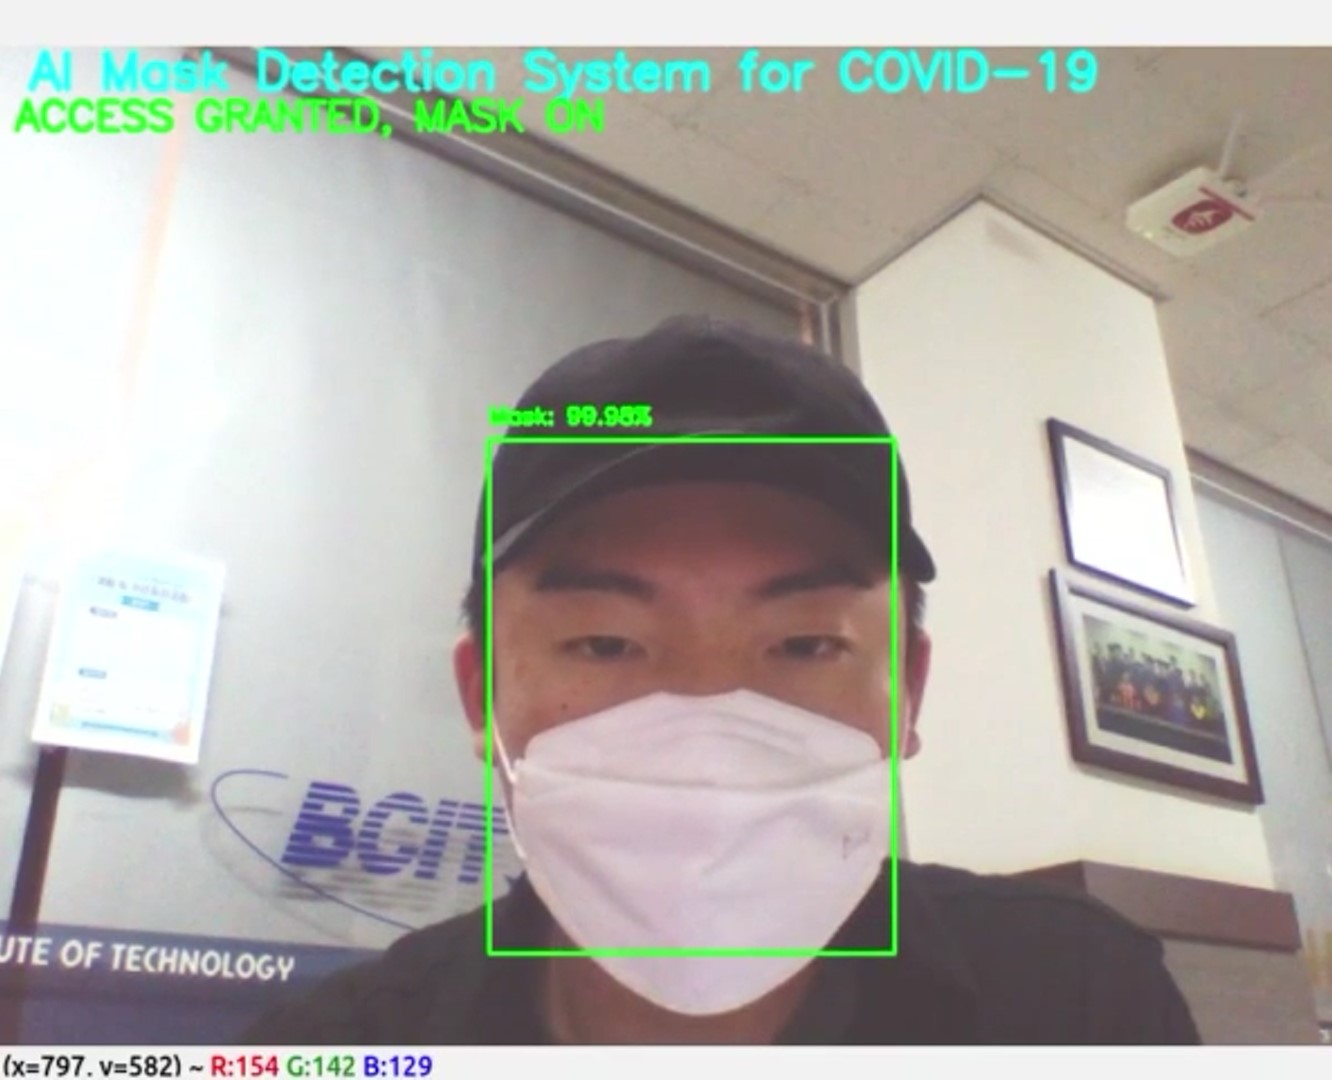 AI Mask Detection System for COVID-19
ACCESS GRANTED, MASK ON
Mask: 99.98%
BCIT
UTE OF TECHNOLOGY
(x=797, y=582) ~ R:154 G:142 B:129